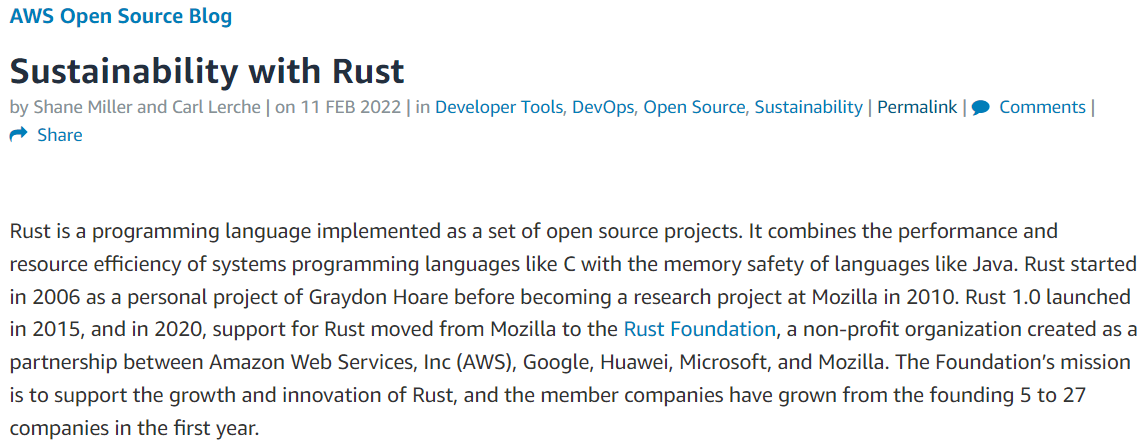 AWS Open Source Blog
Sustainability with Rust
by Shane Miller and Carl Lerche | on 11 FEB 2022 | in Developer Tools, DevOps, Open Source, Sustainability | Permalink | Comments |
Share
Rust is a programming language implemented as a set of open source projects. It combines the performance and
resource efficiency of systems programming languages like C with the memory safety of languages like Java. Rust started
in 2006 as a personal project of Graydon Hoare before becoming a research project at Mozilla in 2010. Rust 1.0 launched
in 2015, and in 2020, support for Rust moved from Mozilla to the Rust Foundation, a non-profit organization created as a
partnership between Amazon Web Services, Inc (AWS), Google, Huawei, Microsoft, and Mozilla. The Foundation’s mission
is to support the growth and innovation of Rust, and the member companies have grown from the founding 5 to 27
companies in the first year.